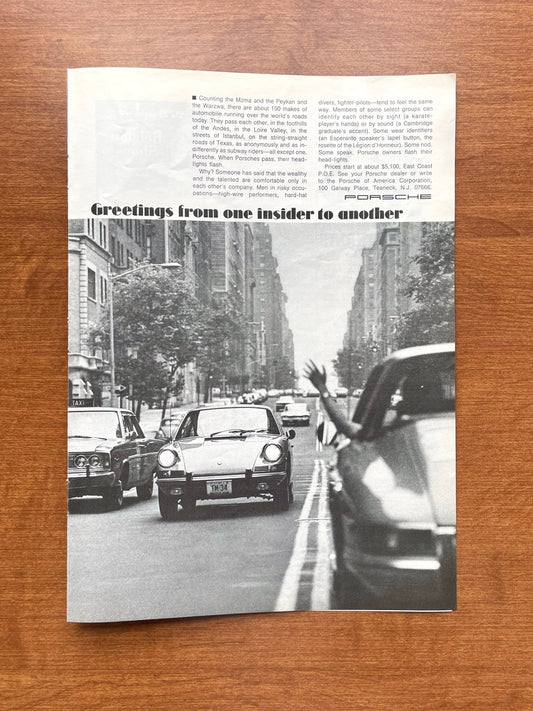 ■ Counting the Mzma and the Peykan and
the Warzwa, there are about 150 makes of
automobile running over the world's roads
today. They pass each other, in the foothills
of the Andes, in the Loire Valley, in the
streets of Istanbul, on the string-straight
roads of Texas, as anonymously and as in-
differently as subway riders—all except one,
Porsche. When Porsches pass, their head-
lights flash.
Why? Someone has said that the wealthy
and the talented are comfortable only in
each other's company. Men in risky occu-
pations—high-wire performers, hard-hat
divers, fighter-pilots—tend to feel the same
way. Members of some select groups can
identify each other by sight (a karate-
player's hands) or by sound (a Cambridge
graduate's accent). Some wear identifiers
(an Esperanto speaker's lapel button, the
rosette of the Légion d'Honneur). Some nod.
Some speak. Porsche owners flash their
head-lights.
Prices start at about $5,100, East Coast
P.O.E. See your Porsche dealer or write
to the Porsche of America Corporation,
100 Galway Place, Teaneck, N.J. 07666.
PORSCHE
Greetings from one insider to another
TAXI
TM-34